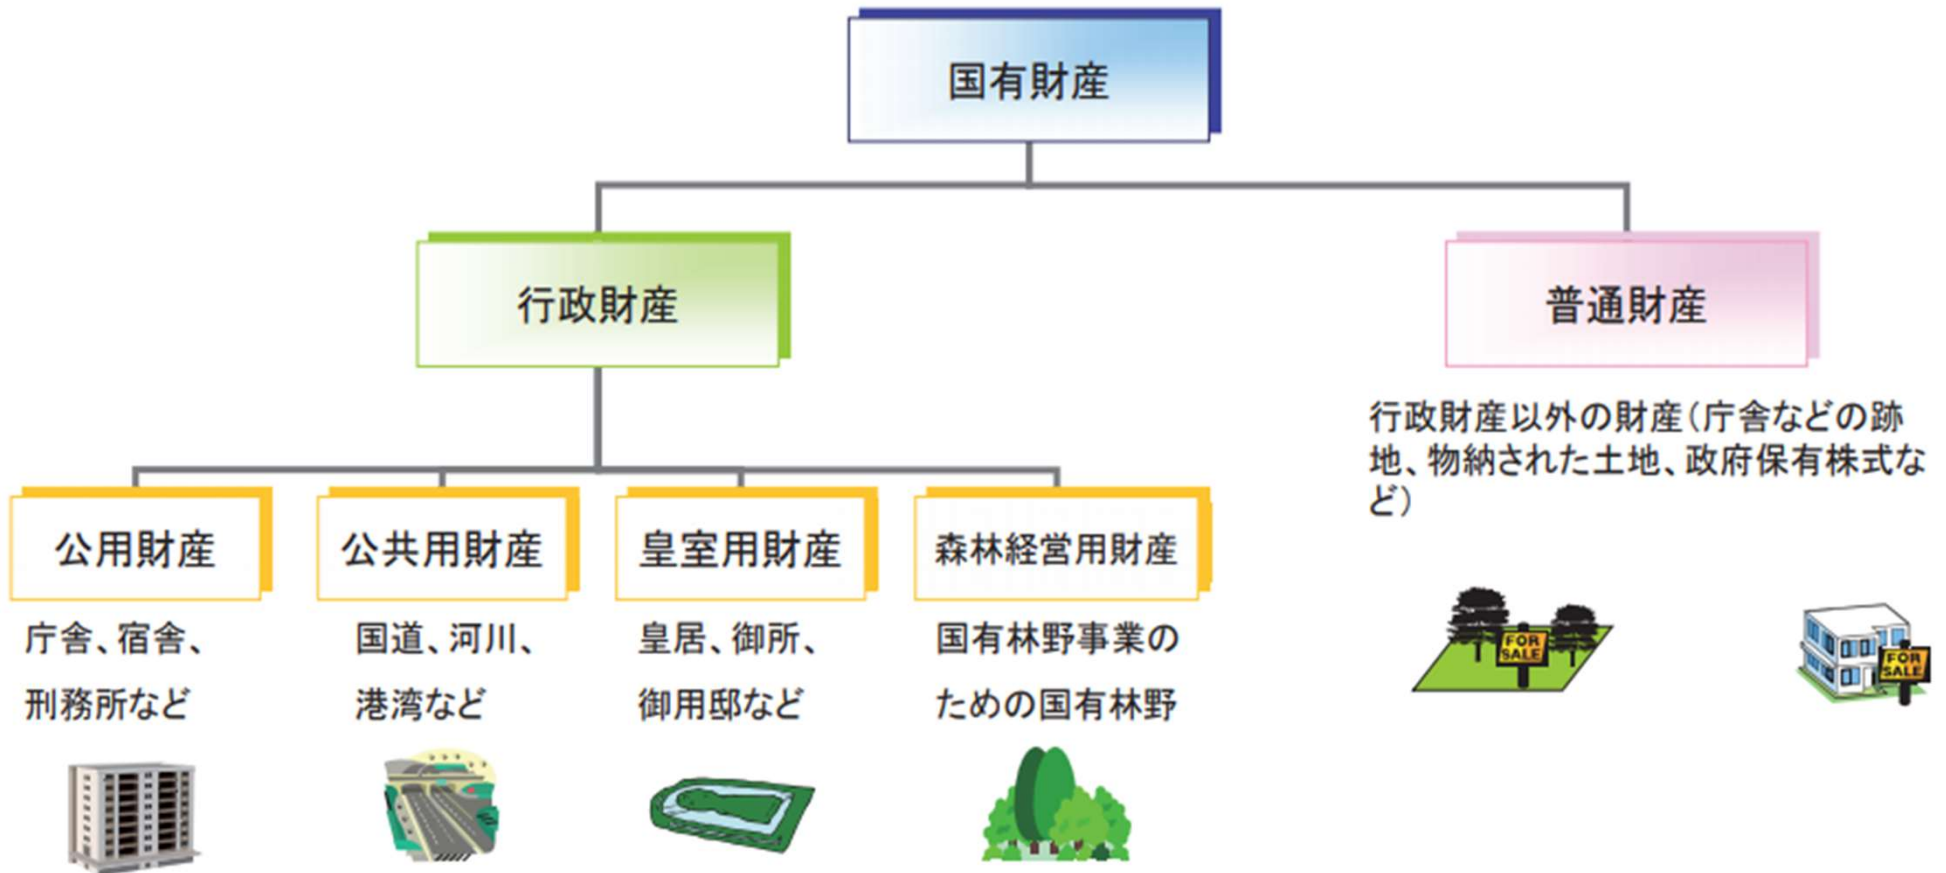 国有財産
行政財産
普通財産
行政財産以外の財産(庁舎などの跡
地、物納された土地、政府保有株式な
ど)
公用財産
公共用財産
皇室用財産
森林経営用財産
庁舎、宿舎、
刑務所など
国道、河川、
港湾など
皇居、御所、
御用邸など
国有林野事業の
ための国有林野
FOR
SALE
FOR
SALE